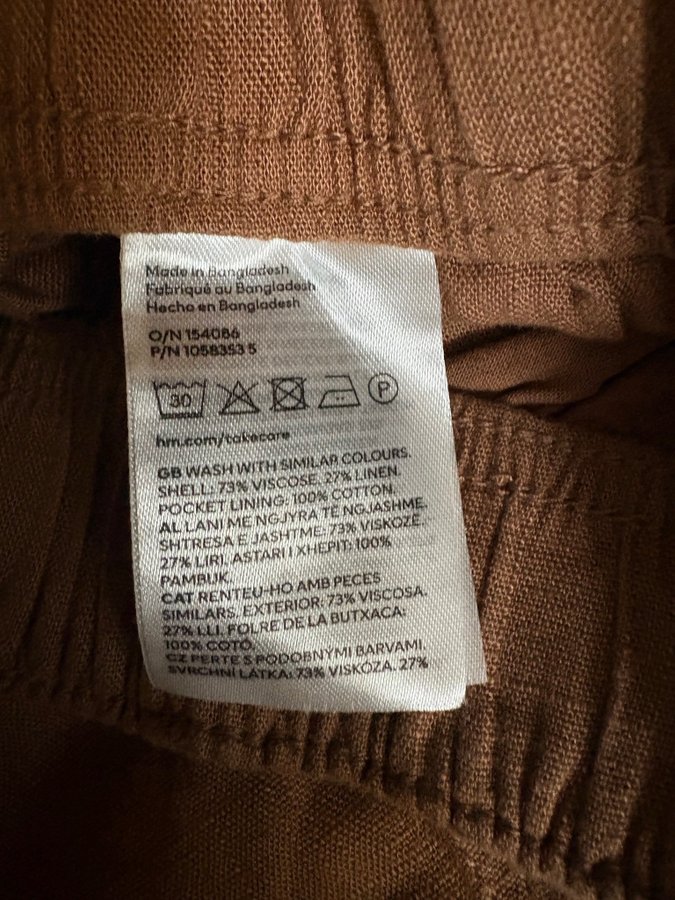 Made in Bangladesh
Fabriqué au Bangladesh
Hecho en Bangladesh
O/N 154086
P/N 1058353 5
30
P
hm.com/takecare
GB WASH WITH SIMILAR COLOURS.
SHELL: 73% VISCOSE. 27% LINEN.
POCKET LINING: 100% COTTON.
AL LANI ME NGJYRA TË NGJASHME.
SHTRESA E JASHTME: 73% VISKOZË.
27% LIRI. ASTARI I XHEPIT: 100%
PAMBUK.
CAT RENTEU-HO AMB PECES
SIMILARS. EXTERIOR: 73% VISCOSA.
27% LLI. FOLRE DE LA BUTXACA:
100% COTÓ.
CZ PERTE S PODOBNÝMI BARVAMI.
SVRCHNÍ LÁTKA: 73% VISKÓZA. 27%